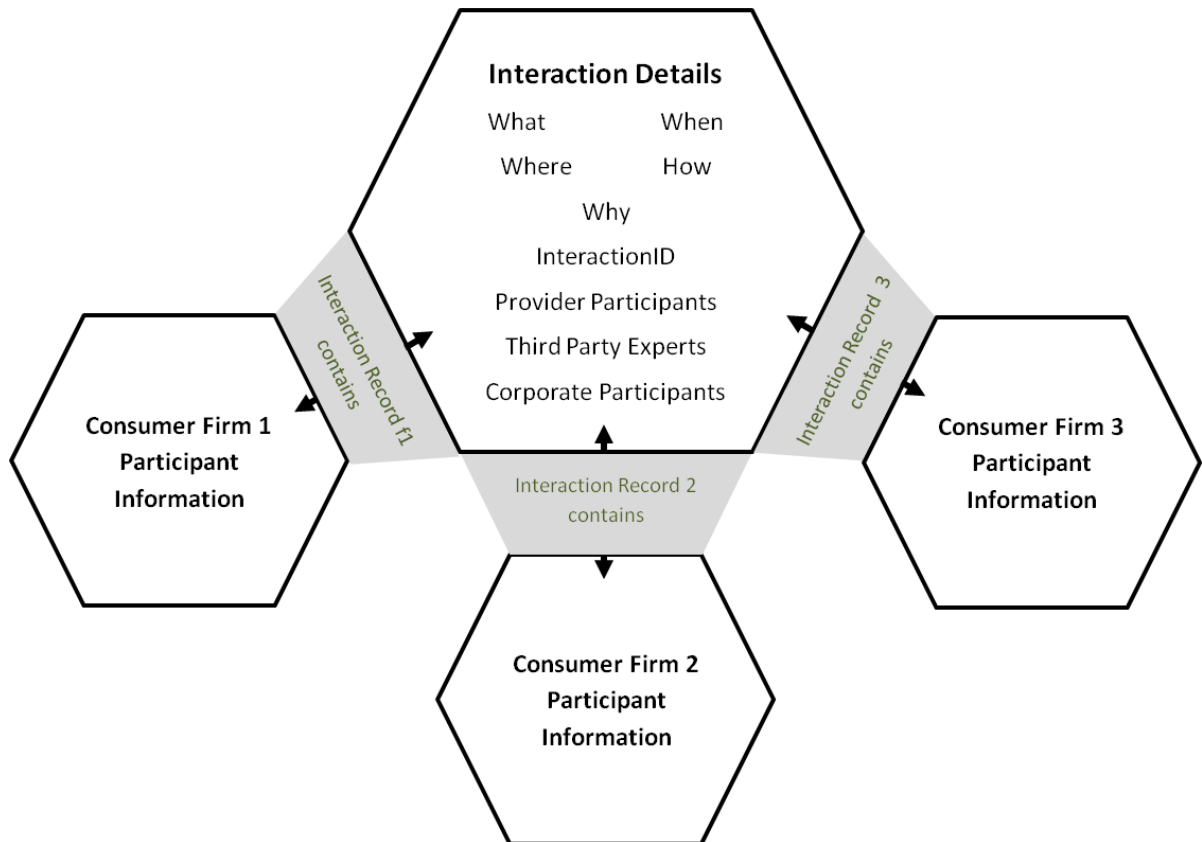 Interaction Details
What When
Where How
Why
InteractionID
Provider Participants
Third Party Experts
Corporate Participants
Interaction Record f1
contains
Interaction Record 3
contains
Consumer Firm 1
Participant
Information
Interaction Record 2
contains
Consumer Firm 3
Participant
Information
Consumer Firm 2
Participant
Information